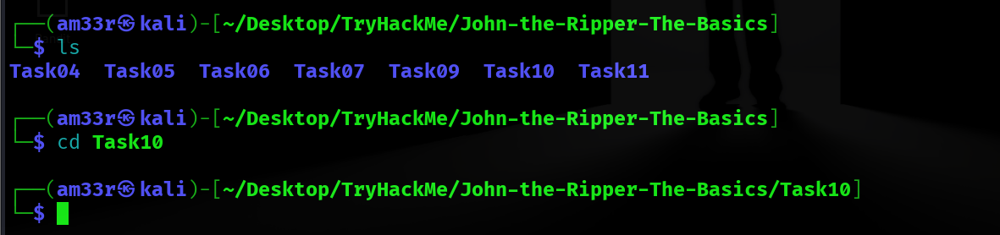 ┌──(am33r㉿kali)-[~/Desktop/TryHackMe/John-the-Ripper-The-Basics]
└─$ ls
Task04  Task05  Task06  Task07  Task09  Task10  Task11
┌──(am33r㉿kali)-[~/Desktop/TryHackMe/John-the-Ripper-The-Basics]
└─$ cd Task10
┌──(am33r㉿kali)-[~/Desktop/TryHackMe/John-the-Ripper-The-Basics/Task10]
└─$